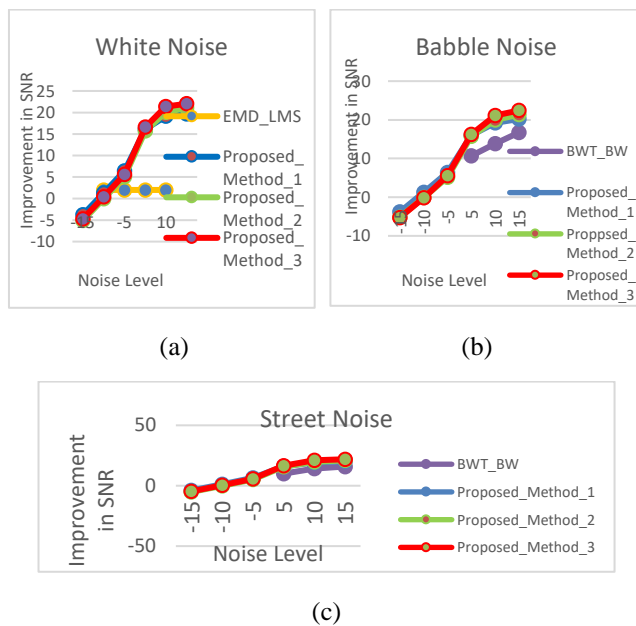 White Noise
Improvement in SNR
25
20
15
10
5
0
-5
-10
-15
-5
10
Noise Level
EMD_LMS
Proposed_
Method_1
Proposed_
Method_2
Proposed_
Method_3
(a)
Babble Noise
Improvement in SNR
30
20
10
0
-10
-15
-10
-5
5
10
15
Noise Level
BWT_BW
Proposed_
Method_1
Proppsed_
Method_2
Proposed_
Method_3
(b)
Street Noise
Improvement
in SNR
50
0
-50
-15
-10
-5
5
10
15
Noise Level
BWT_BW
Proposed_Method_1
Proposed_Method_2
Proposed_Method_3
(c)